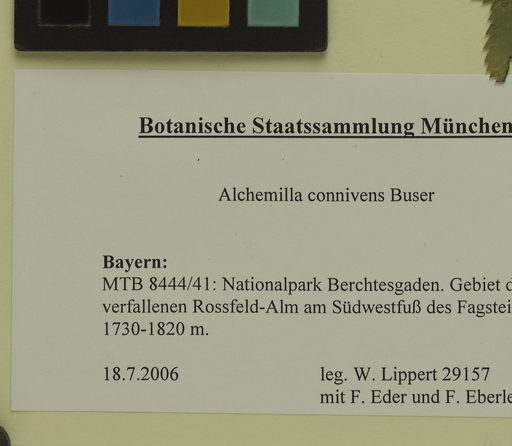 Botanische Staatssammlung München
Alchemilla connivens Buser
Bayern:
MTB 8444/41: Nationalpark Berchtesgaden. Gebiet d
verfallenen Rossfeld-Alm am Südwestfuß des Fagstei
1730-1820 m.
18.7.2006 leg. W. Lippert 29157
mit F. Eder und F. Eberle